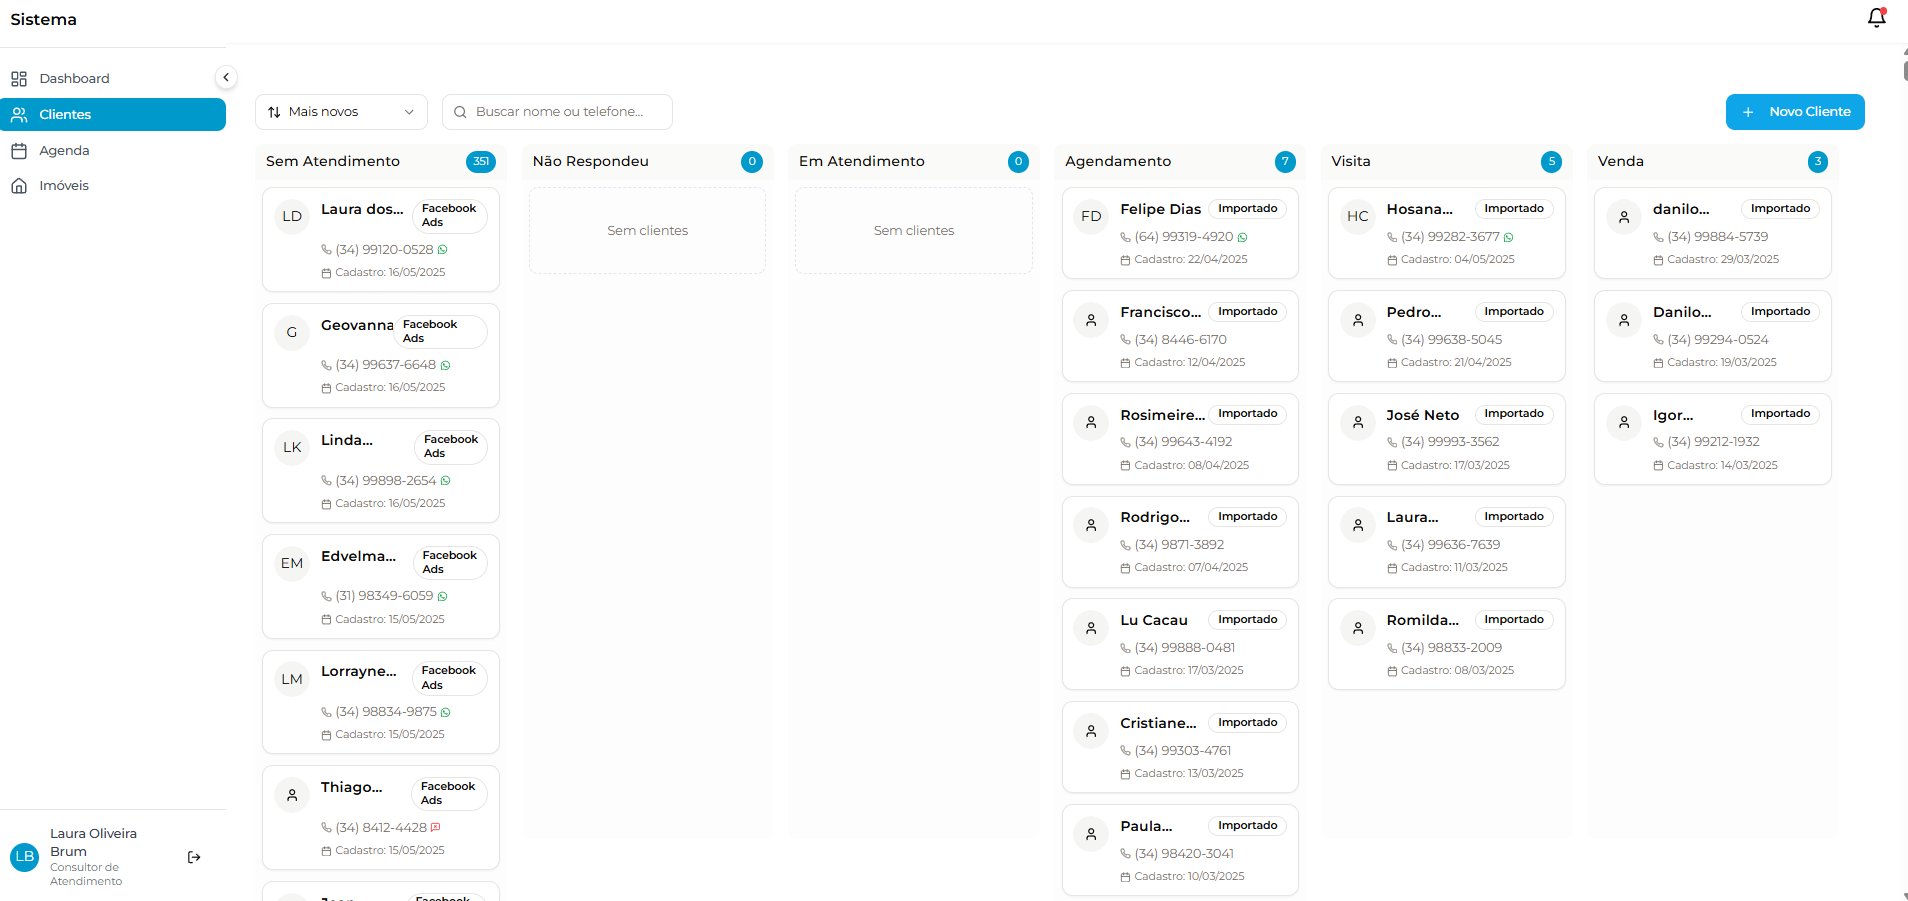 Sistema
Dashboard
Clientes
Agenda
Imóveis
Mais novos
Buscar nome ou telefone...
Novo Cliente
Sem Atendimento 351
LD
Laura dos...
Facebook
Ads
(34) 99120-0528
Cadastro: 16/05/2025
G
Geovanna
Facebook
Ads
(34) 99637-6648
Cadastro: 16/05/2025
LK
Linda...
Facebook
Ads
(34) 99898-2654
Cadastro: 16/05/2025
EM
Edvelma...
Facebook
Ads
(31) 98349-6059
Cadastro: 15/05/2025
LM
Lorrayne...
Facebook
Ads
(34) 98834-9875
Cadastro: 15/05/2025
Thiago...
Facebook
Ads
(34) 8412-4428
Cadastro: 15/05/2025
Facebook
Não Respondeu 0
Sem clientes
Em Atendimento 0
Sem clientes
Agendamento 7
FD
Felipe Dias
Importado
(64) 99319-4920
Cadastro: 22/04/2025
Francisco...
Importado
(34) 8446-6170
Cadastro: 12/04/2025
Rosimeire...
Importado
(34) 99643-4192
Cadastro: 08/04/2025
Rodrigo...
Importado
(34) 9871-3892
Cadastro: 07/04/2025
Lu Cacau
Importado
(34) 99888-0481
Cadastro: 17/03/2025
Cristiane...
Importado
(34) 99303-4761
Cadastro: 13/03/2025
Paula...
Importado
(34) 98420-3041
Cadastro: 10/03/2025
Visita 5
HC
Hosana...
Importado
(34) 99282-3677
Cadastro: 04/05/2025
Pedro...
Importado
(34) 99638-5045
Cadastro: 21/04/2025
José Neto
Importado
(34) 99993-3562
Cadastro: 17/03/2025
Laura...
Importado
(34) 99636-7639
Cadastro: 11/03/2025
Romilda...
Importado
(34) 98833-2009
Cadastro: 08/03/2025
Venda 3
danilo...
Importado
(34) 99884-5739
Cadastro: 29/03/2025
Danilo...
Importado
(34) 99294-0524
Cadastro: 19/03/2025
Igor...
Importado
(34) 99212-1932
Cadastro: 14/03/2025
LB
Laura Oliveira
Brum
Consultor de
Atendimento